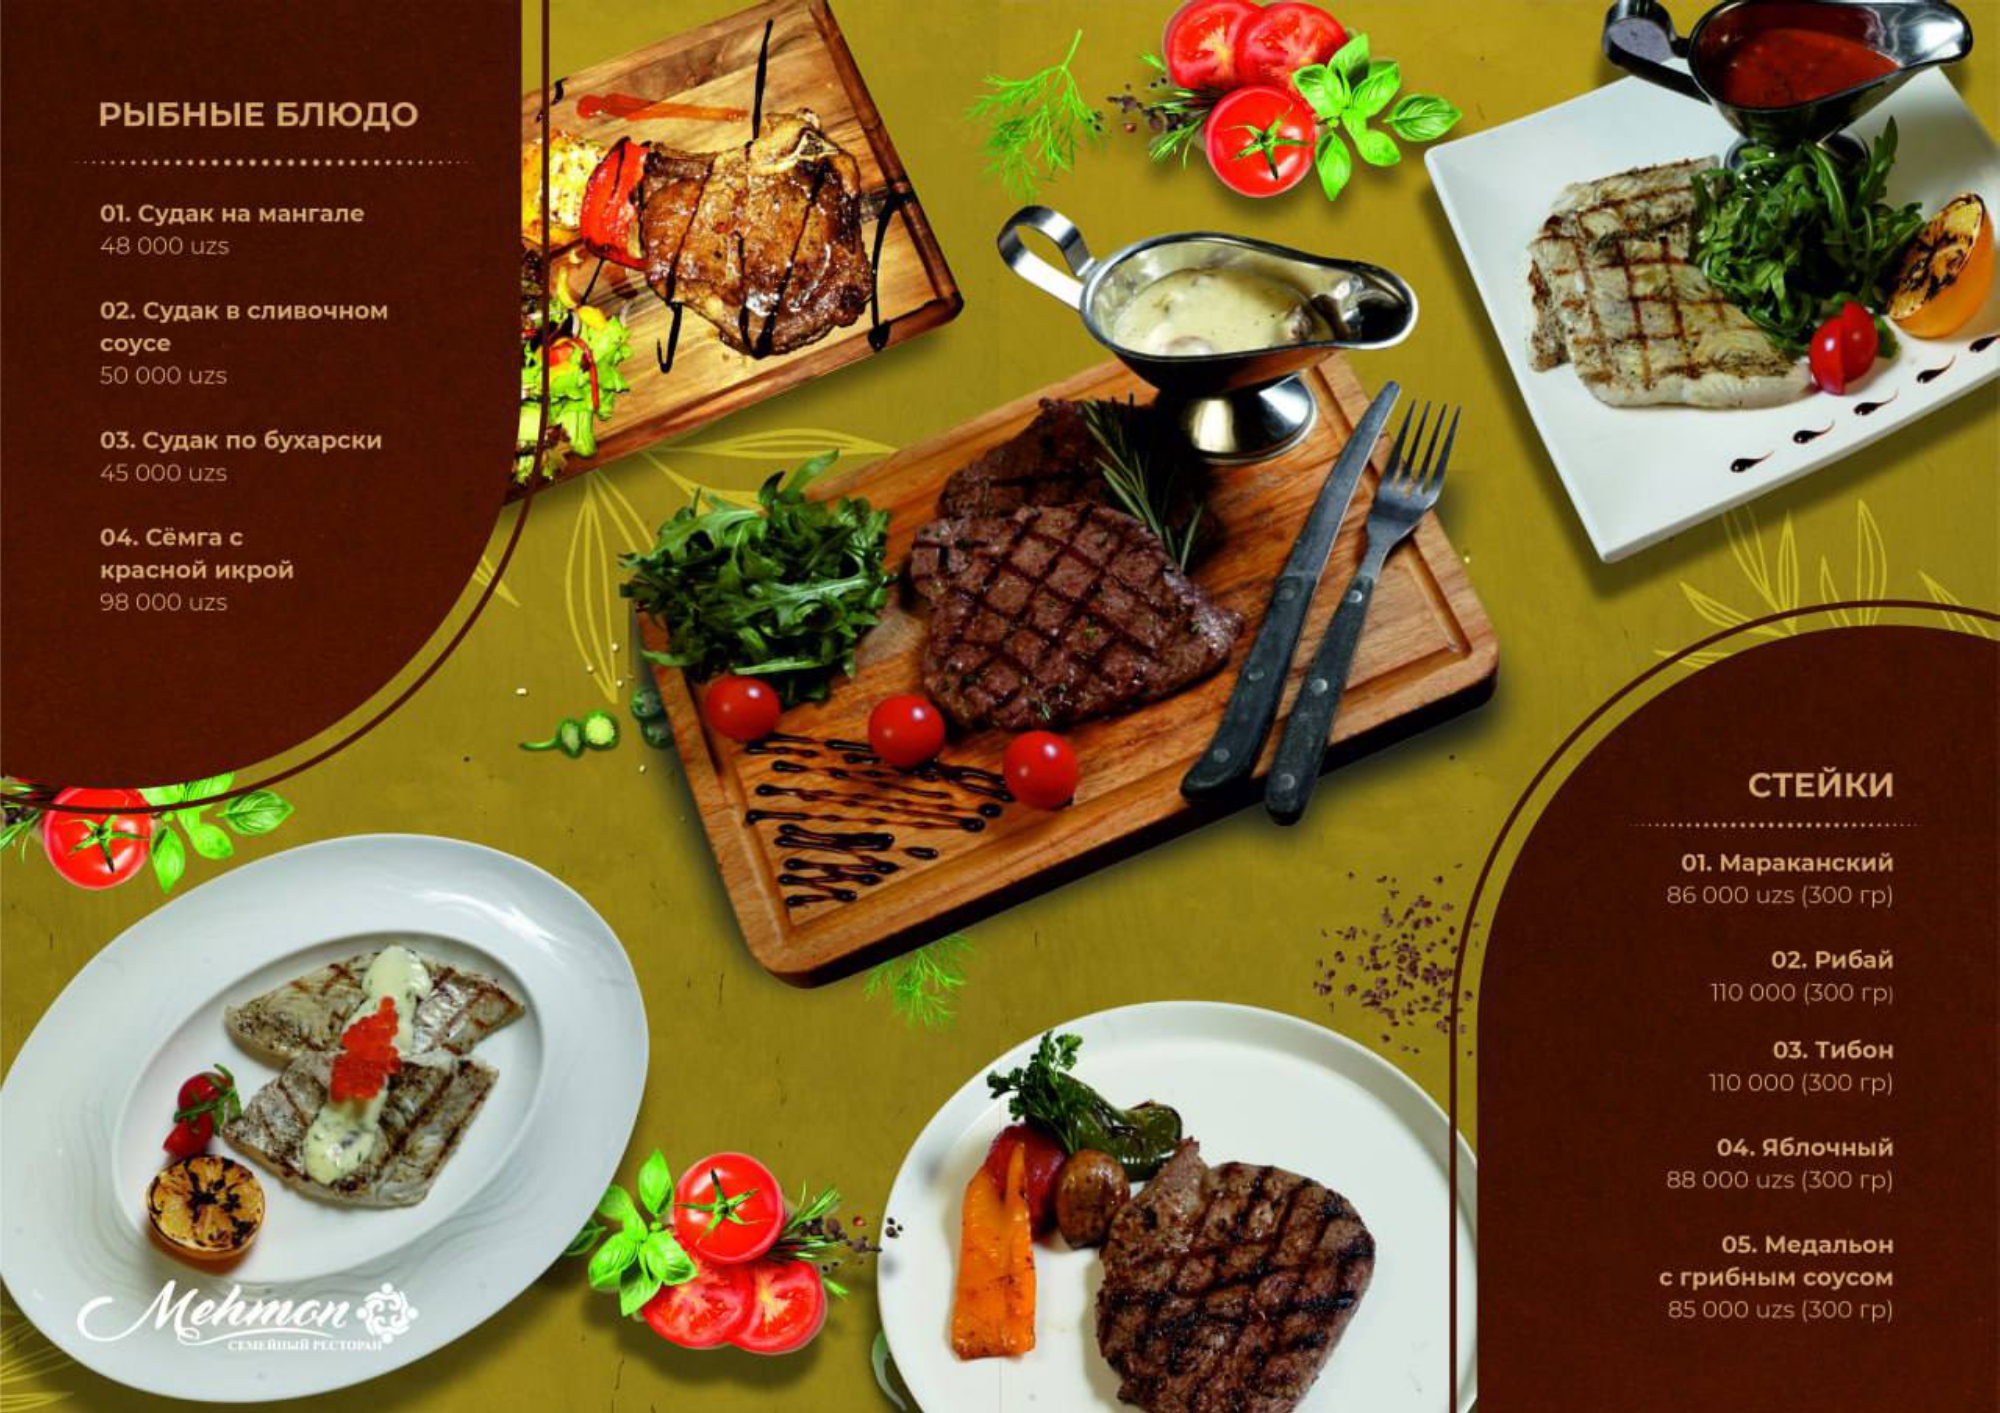 РЫБНЫЕ БЛЮДО
01. Судак на мангале
48 000 uzs
02. Судак в сливочном
соусе
50 000 uzs
03. Судак по бухарски
45 000 uzs
04. Сёмга с
красной икрой
98 000 uzs
СТЕЙКИ
01. Мараканский
86 000 uzs (300 гр)
02. Рибай
110 000 (300 гр)
03. Тибон
110 000 (300 гр)
04. Яблочный
88 000 uzs (300 гр)
05. Медальон
с грибным соусом
85 000 uzs (300 гр)
Mehmon
СЕМЕЙНЫЙ РЕСТОРАН